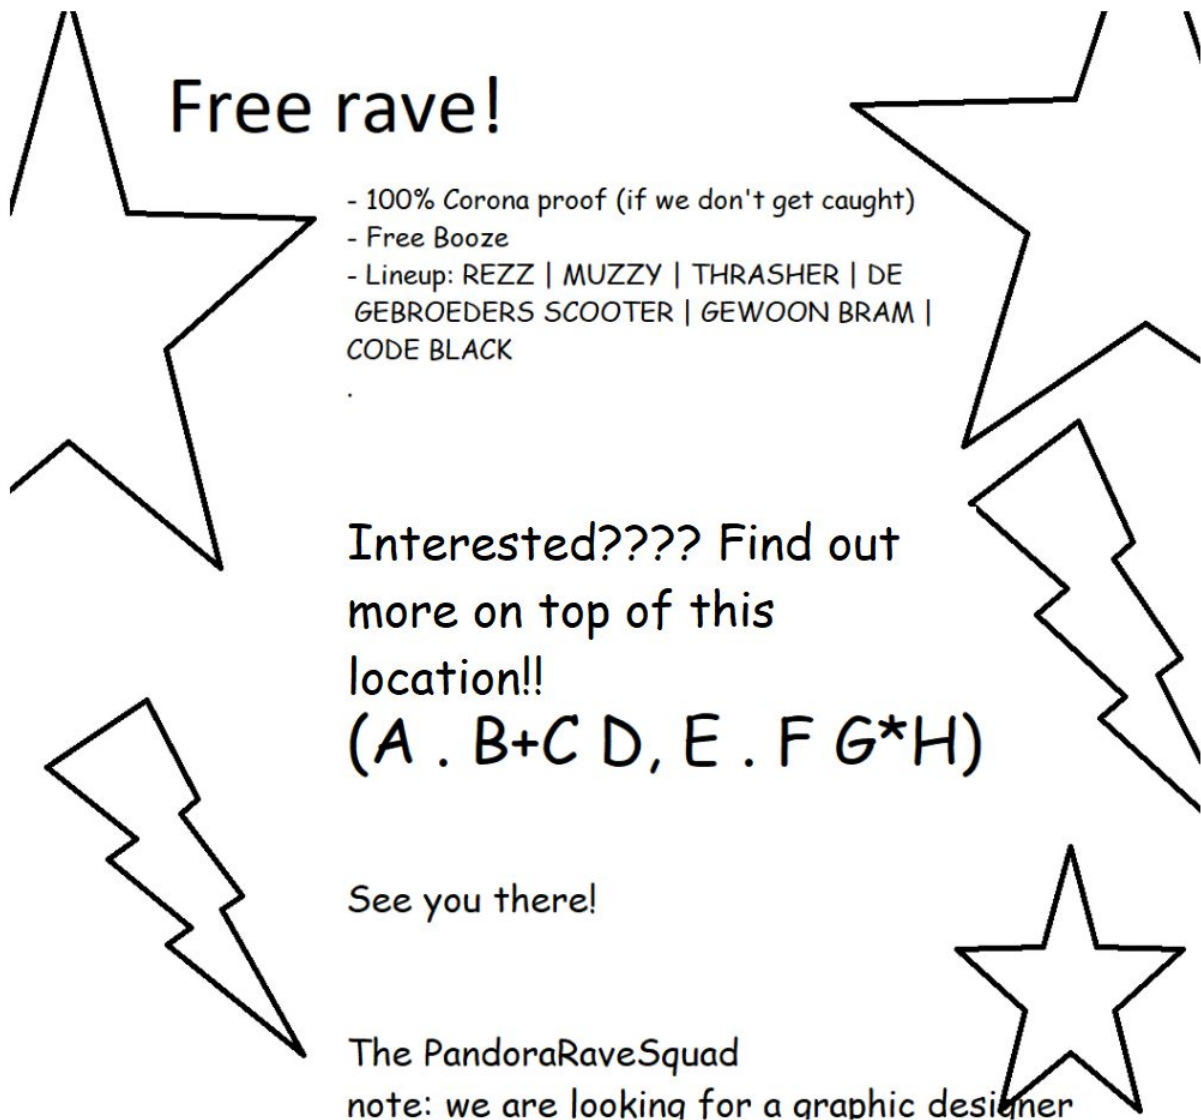 Free rave!
- 100% Corona proof (if we don't get caught)
- Free Booze
- Lineup: REZZ | MUZZY | THRASHER | DE
GEBROEDERS SCOOTER | GEWOON BRAM |
CODE BLACK
.
Interested???? Find out
more on top of this
location!!
(A . B+C D, E . F G*H)
See you there!
The PandoraRaveSquad
note: we are looking for a graphic designer